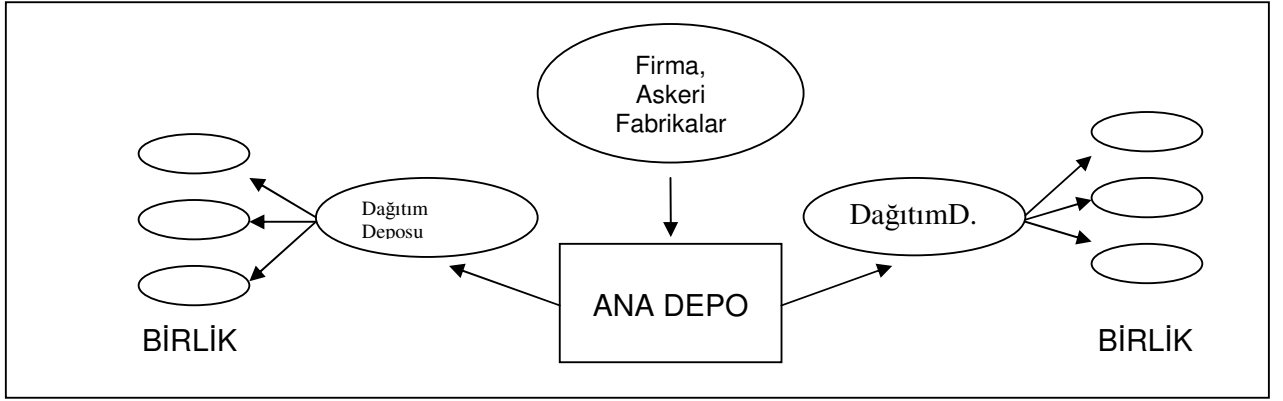 Firma,
Askeri
Fabrikalar
Dağıtım
Deposu
DağıtımD.
ANA DEPO
BİRLİK
BİRLİK